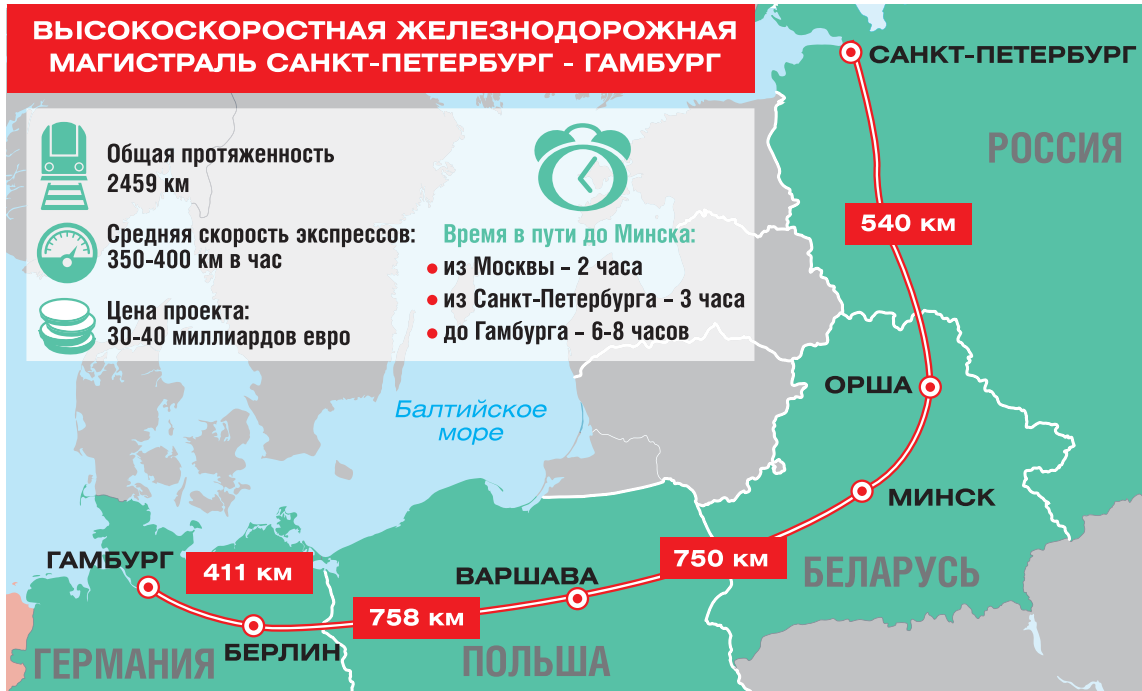 ВЫСОКОСКОРОСТНАЯ ЖЕЛЕЗНОДОРОЖНАЯ
МАГИСТРАЛЬ САНКТ-ПЕТЕРБУРГ - ГАМБУРГ
Общая протяженность
2459 км
Средняя скорость экспрессов:
350-400 км в час
Цена проекта:
30-40 миллиардов евро
Время в пути до Минска:
• из Москвы – 2 часа
• из Санкт-Петербурга – 3 часа
• до Гамбурга – 6-8 часов
САНКТ-ПЕТЕРБУРГ
РОССИЯ
540 км
ОРША
Балтийское
море
МИНСК
ГАМБУРГ
411 км
ВАРШАВА
750 км
БЕЛАРУСЬ
758 км
БЕРЛИН
ГЕРМАНИЯ
ПОЛЬША